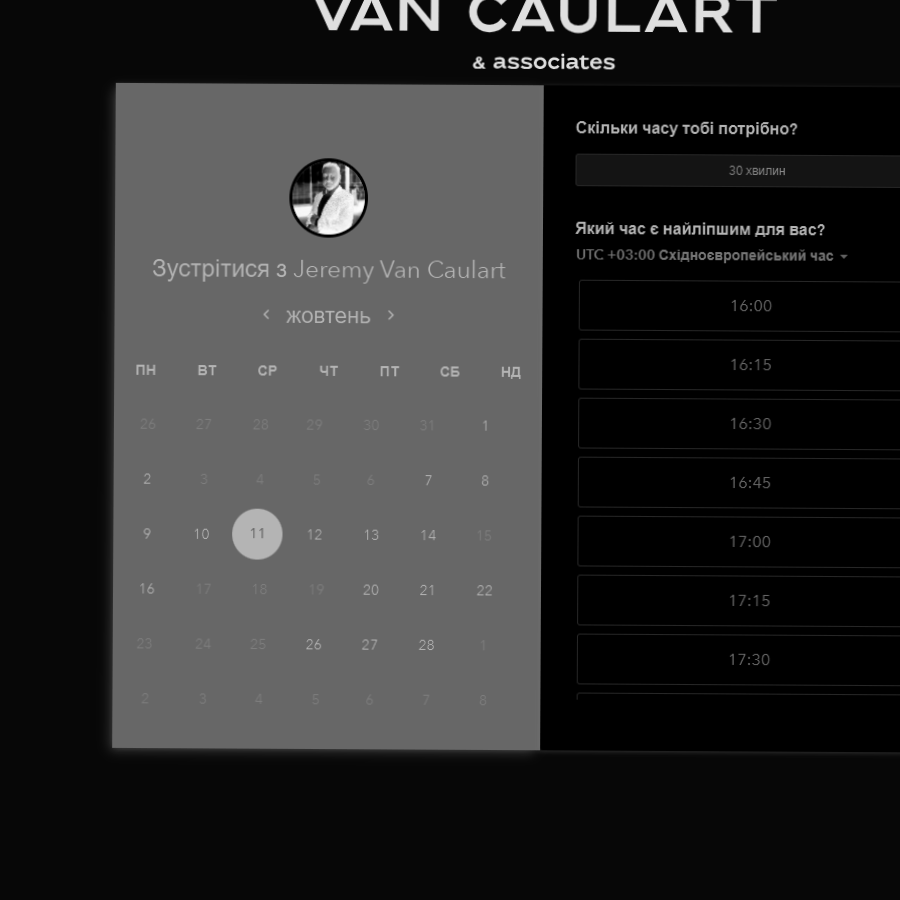 VAN CAULART
& associates
Зустрітися з Jeremy Van Caulart
‹ жовтень ›
ПН ВТ СР ЧТ ПТ СБ НД
26 27 28 29 30 31 1
2 3 4 5 6 7 8
9 10 11 12 13 14 15
16 17 18 19 20 21 22
23 24 25 26 27 28 1
2 3 4 5 6 7 8
Скільки часу тобі потрібно?
30 хвилин
Який час є найліпшим для вас?
UTC +03:00 Східноєвропейський час
16:00
16:15
16:30
16:45
17:00
17:15
17:30